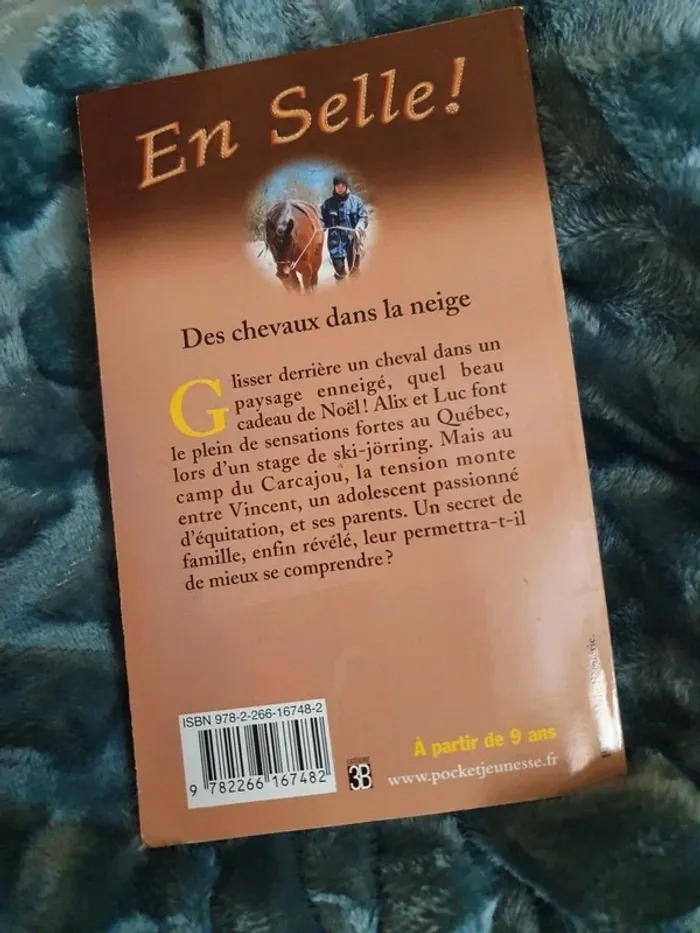 En Selle!
Des chevaux dans la neige
Glisser derrière un cheval dans un
paysage enneigé, quel beau
cadeau de Noël! Alix et Luc font
le plein de sensations fortes au Québec,
lors d'un stage de ski-jörring. Mais au
camp du Carcajou, la tension monte
entre Vincent, un adolescent passionné
d'équitation, et ses parents. Un secret de
famille, enfin révélé, leur permettra-t-il
de mieux se comprendre ?
ISBN 978-2-266-16748-2
9 782266 167482
3B
À partir de 9 ans
www.pocketjeunesse.fr